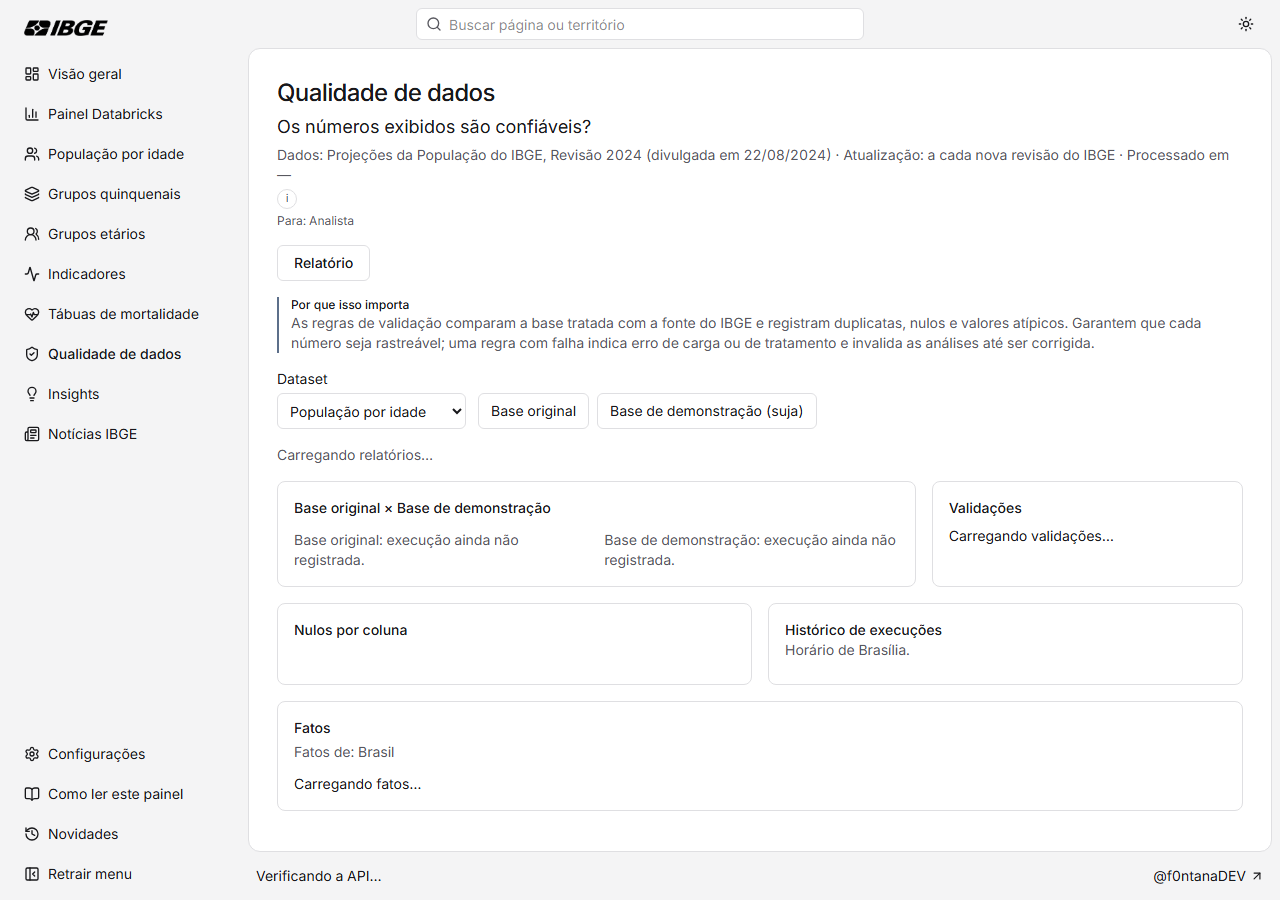 IBGE
Buscar página ou território
Visão geral
Painel Databricks
População por idade
Grupos quinquenais
Grupos etários
Indicadores
Tábuas de mortalidade
Qualidade de dados
Insights
Notícias IBGE
Configurações
Como ler este painel
Novidades
Retrair menu
Qualidade de dados
Os números exibidos são confiáveis?
Dados: Projeções da População do IBGE, Revisão 2024 (divulgada em 22/08/2024) · Atualização: a cada nova revisão do IBGE · Processado em
—
i
Para: Analista
Relatório
Por que isso importa
As regras de validação comparam a base tratada com a fonte do IBGE e registram duplicatas, nulos e valores atípicos. Garantem que cada
número seja rastreável; uma regra com falha indica erro de carga ou de tratamento e invalida as análises até ser corrigida.
Dataset
População por idade
Base original
Base de demonstração (suja)
Carregando relatórios...
Base original × Base de demonstração
Base original: execução ainda não
registrada.
Base de demonstração: execução ainda não
registrada.
Validações
Carregando validações...
Nulos por coluna
Histórico de execuções
Horário de Brasília.
Fatos
Fatos de: Brasil
Carregando fatos...
Verificando a API...
@f0ntanaDEV